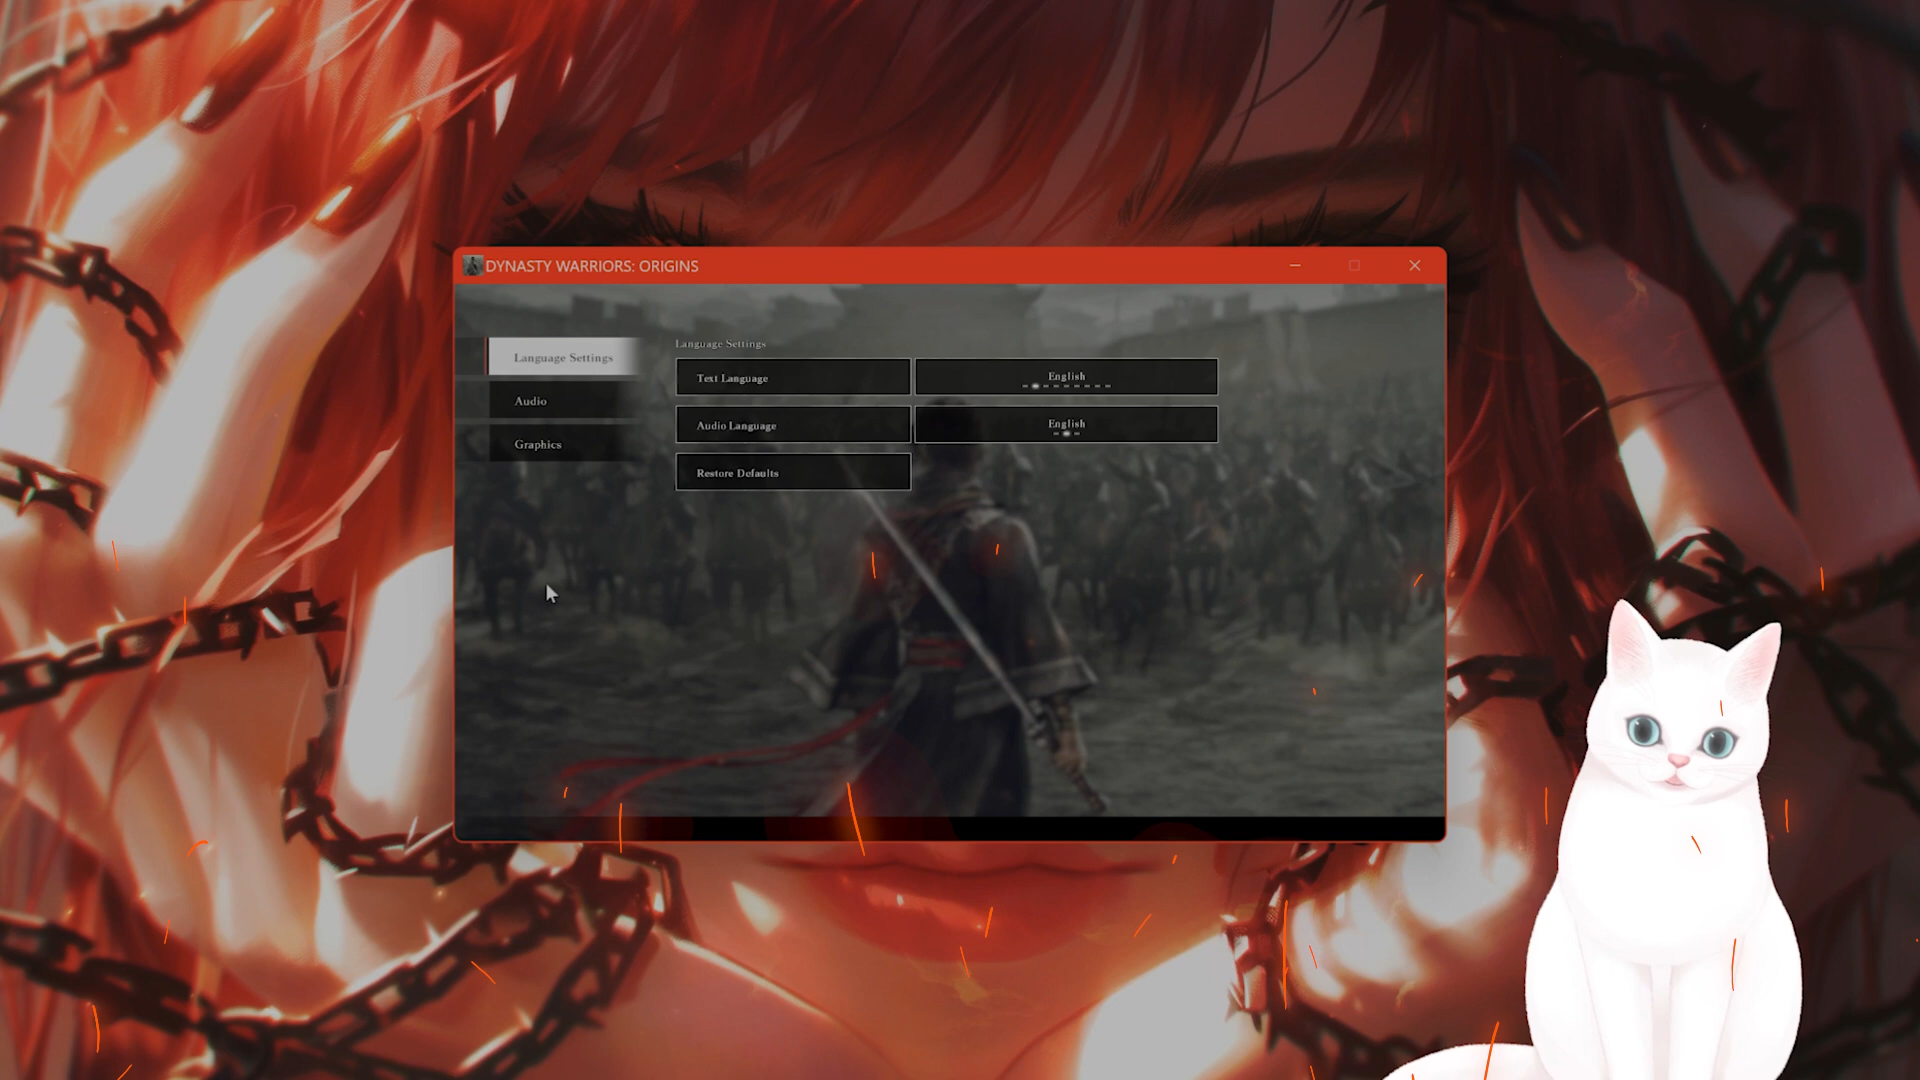 DYNASTY WARRIORS: ORIGINS
Language Settings
Audio
Graphics
Language Settings
Text Language
English
Audio Language
English
Restore Defaults